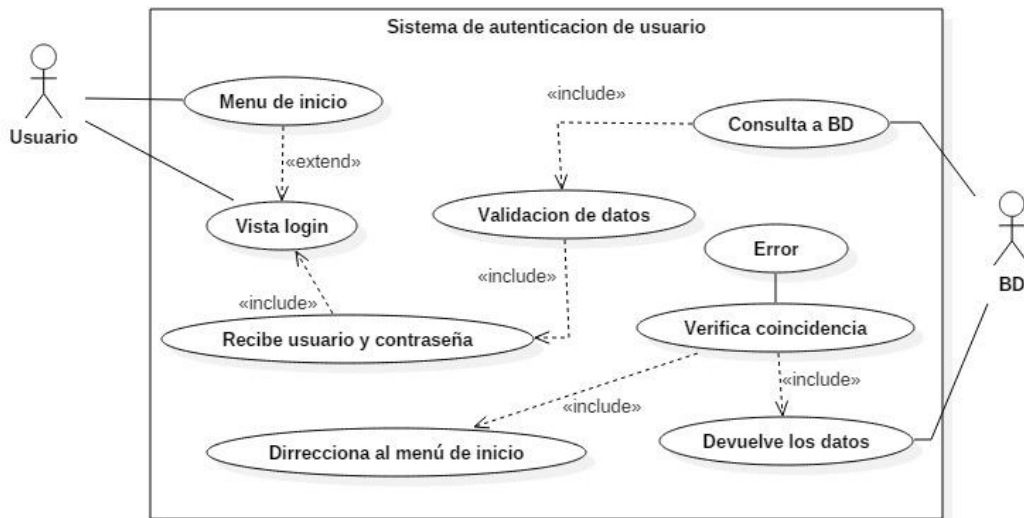 Sistema de autenticacion de usuario
Usuario
Menu de inicio
«include»
Consulta a BD
«extend»
Vista login
Validacion de datos
Error
BD
«include»
«include»
Recibe usuario y contraseña
Verifica coincidencia
«include»
«include»
Dirrecciona al menú de inicio
Devuelve los datos